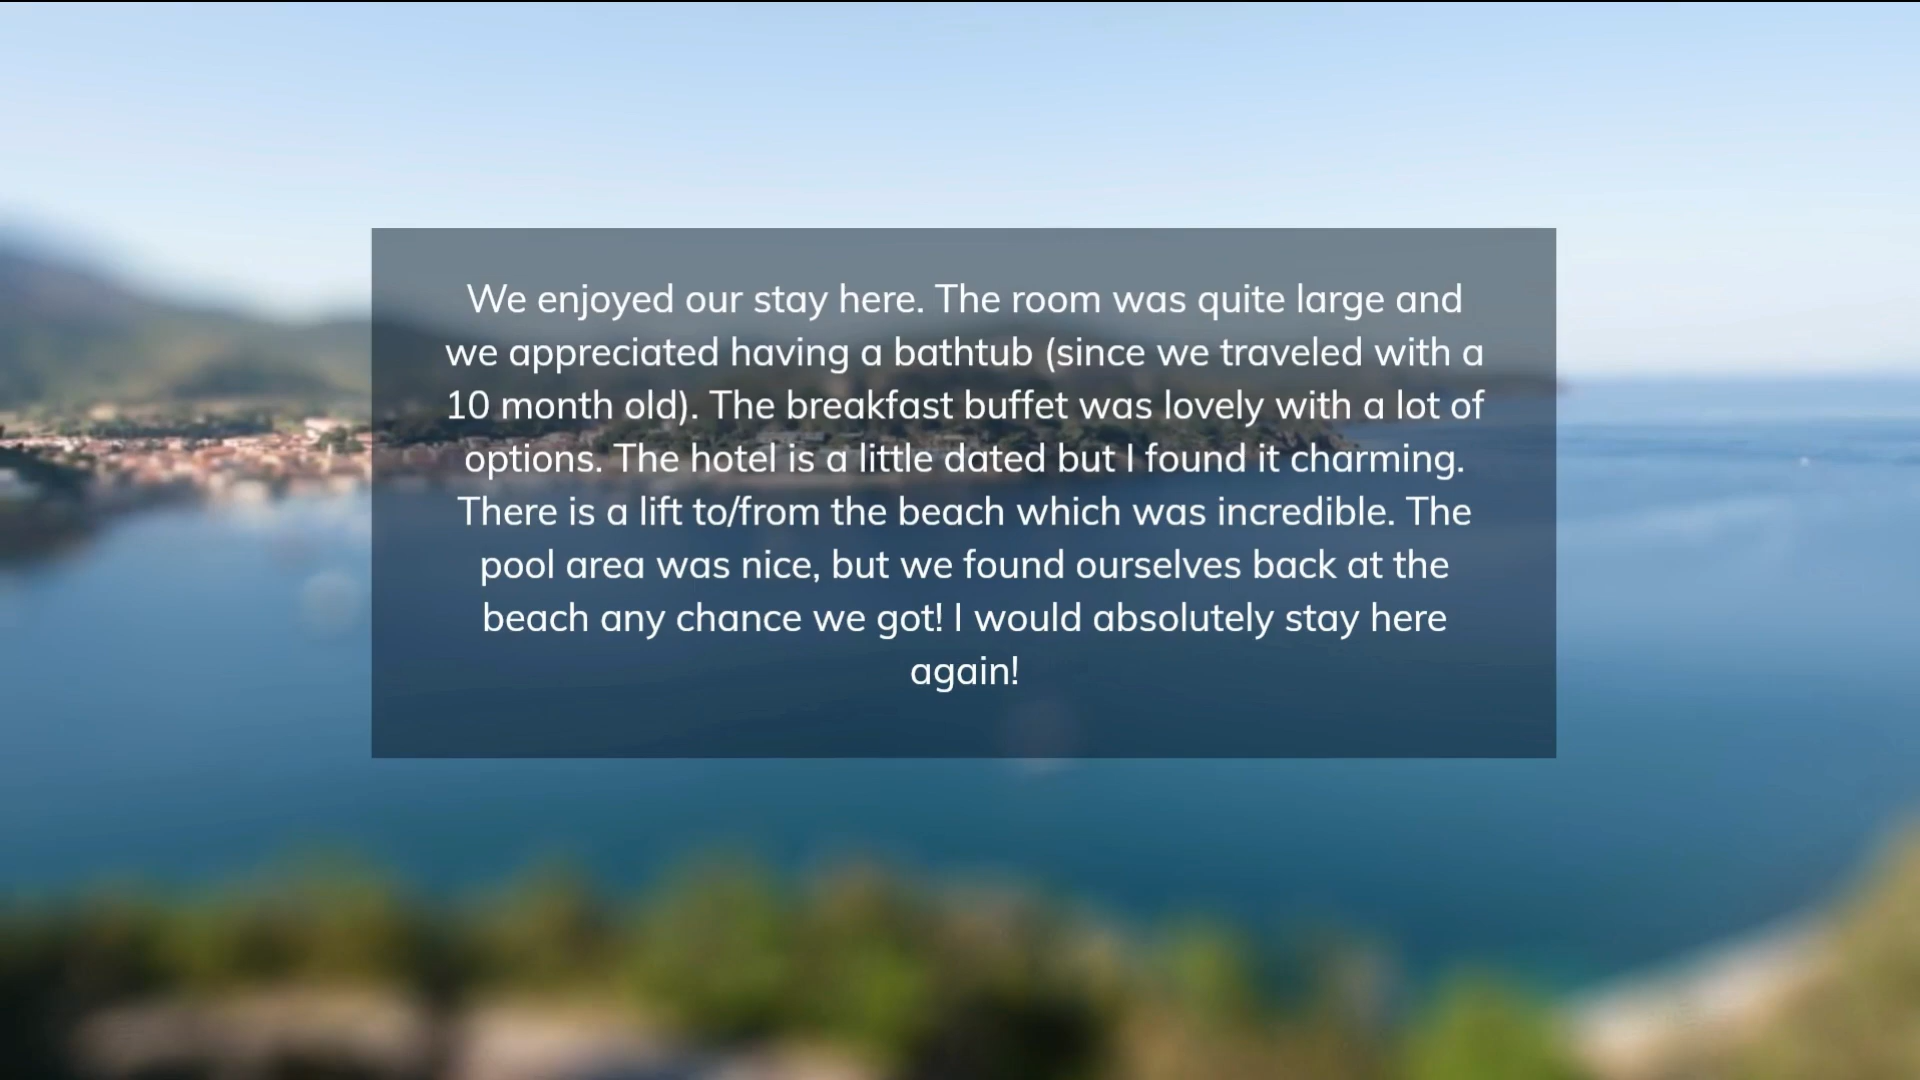 We enjoyed our stay here. The room was quite large and
we appreciated having a bathtub (since we traveled with a
10 month old). The breakfast buffet was lovely with a lot of
options. The hotel is a little dated but I found it charming.
There is a lift to/from the beach which was incredible. The
pool area was nice, but we found ourselves back at the
beach any chance we got! I would absolutely stay here
again!